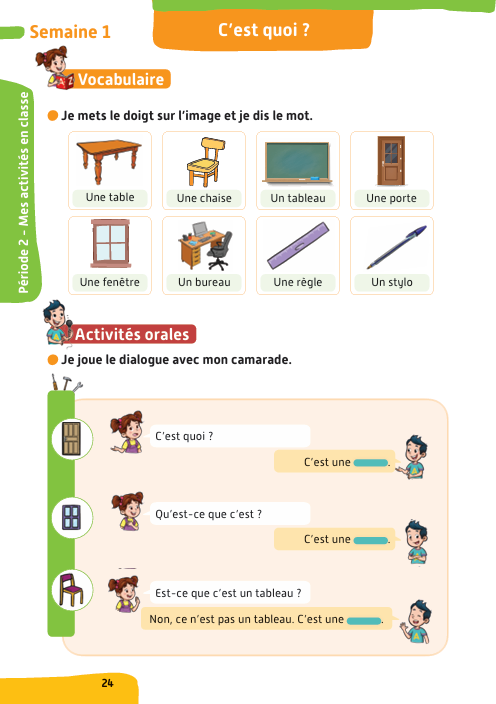 C'est quoi ?
Semaine 1
Vocabulaire
Je mets le doigt sur l'image et je dis le mot.
Une table
Une chaise
Un tableau
Une porte
Une fenêtre
Un bureau
Une règle
Un stylo
Période 2 - Mes activités en classe
Activités orales
Je joue le dialogue avec mon camarade.
C'est quoi ?
C'est une .
Qu'est-ce que c'est ?
C'est une .
Est-ce que c'est un tableau ?
Non, ce n'est pas un tableau. C'est une .
24